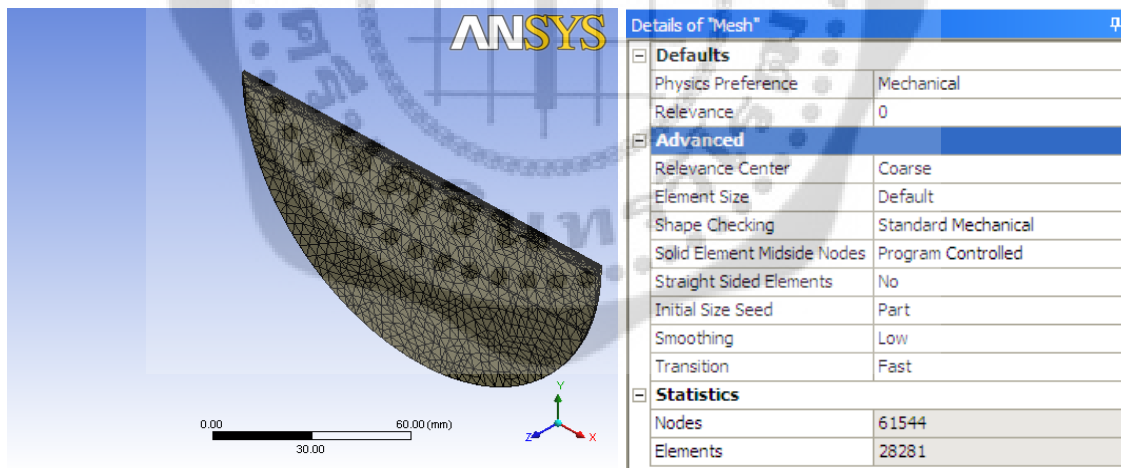 ANSYS
0.00
60.00 (mm)
30.00
Y
Z
X
Details of "Mesh"
Defaults
Physics Preference Mechanical
Relevance 0
Advanced
Relevance Center Coarse
Element Size Default
Shape Checking Standard Mechanical
Solid Element Midside Nodes Program Controlled
Straight Sided Elements No
Initial Size Seed Part
Smoothing Low
Transition Fast
Statistics
Nodes 61544
Elements 28281